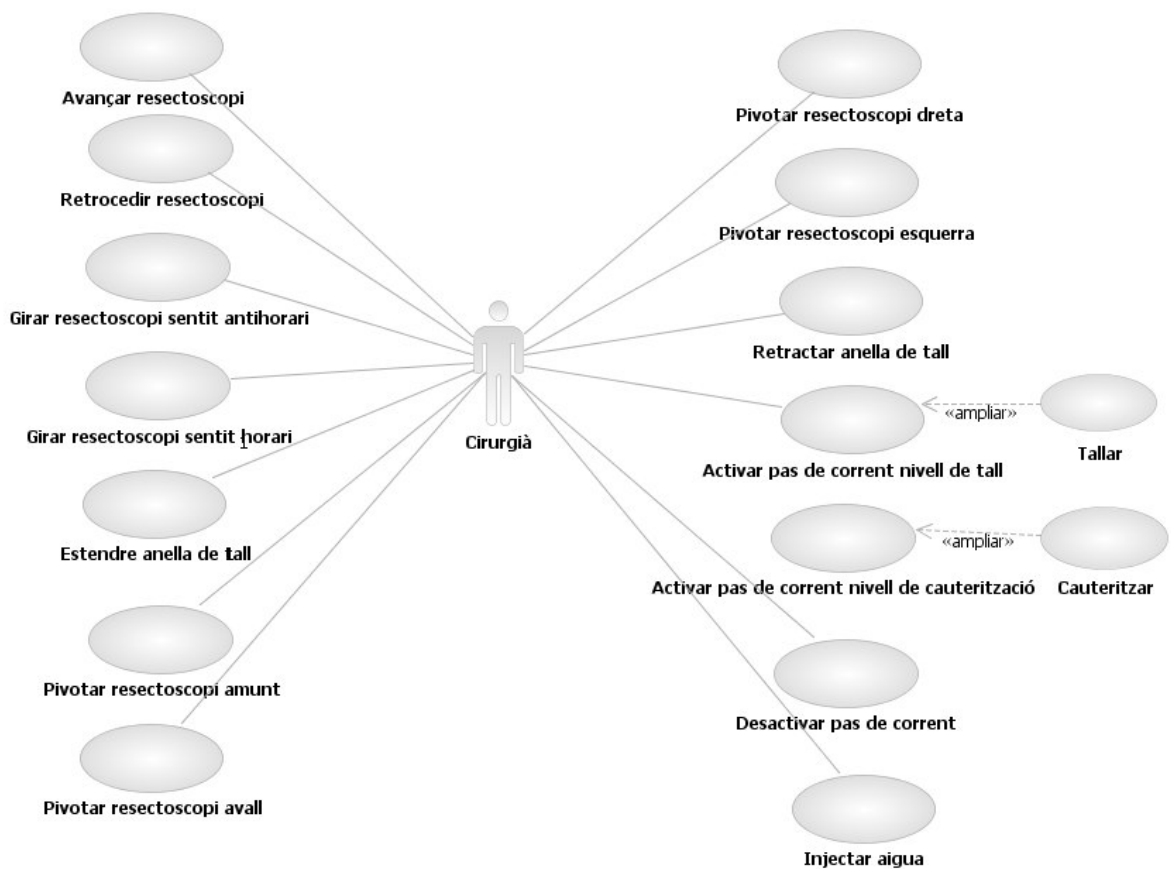 Avançar resectoscopi
Retrocedir resectoscopi
Girar resectoscopi sentit antihorari
Girar resectoscopi sentit horari
Estendre anella de tall
Pivotar resectoscopi amunt
Pivotar resectoscopi avall
Cirurgià
Pivotar resectoscopi dreta
Pivotar resectoscopi esquerra
Retractar anella de tall
«ampliar»
Activar pas de corrent nivell de tall
Tallar
«ampliar»
Activar pas de corrent nivell de cauterització
Cauteritzar
Desactivar pas de corrent
Injectar aigua